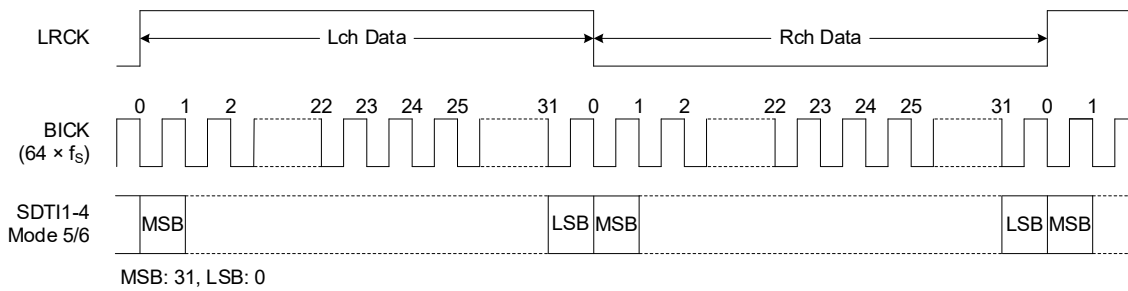 LRCK
Lch Data
Rch Data
0 1 2 22 23 24 25 31 0 1 2 22 23 24 25 31 0 1
BICK
(64 × fS)
SDTI1-4
Mode 5/6
MSB LSB MSB LSB MSB
MSB: 31, LSB: 0